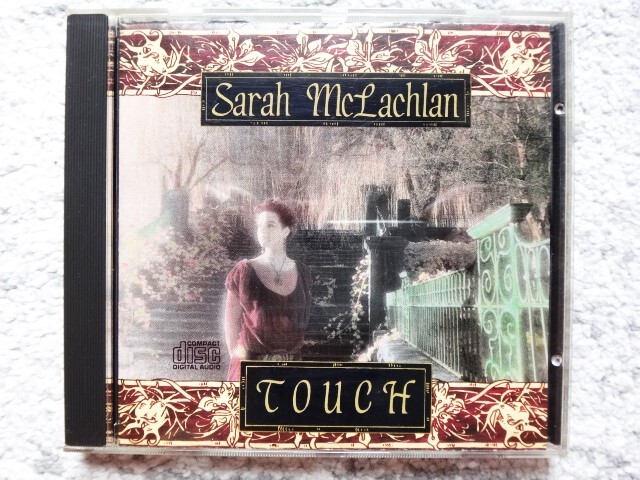 Sarah McLachlan
COMPACT
disc
DIGITAL AUDIO
TOUCH